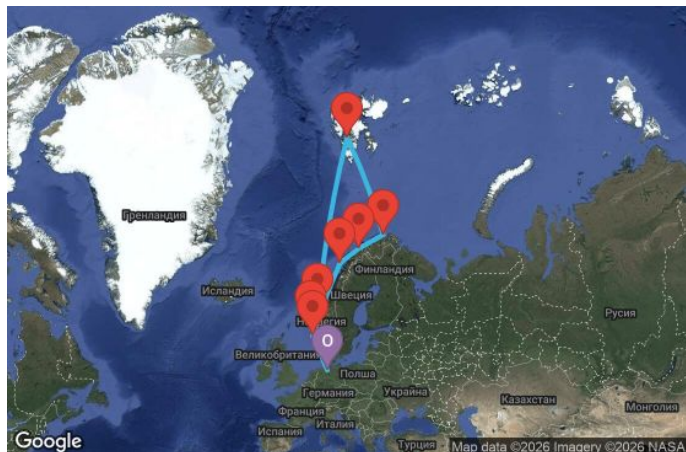 Гренландия
Исландия
Финландия
Швеция
Великобритания
Полша
Германия
Украйна
Франция
Италия
Испания
Турция
Русия
Казахстан
Монголия
O
Google
Map data ©2026 Imagery ©2026 NASA